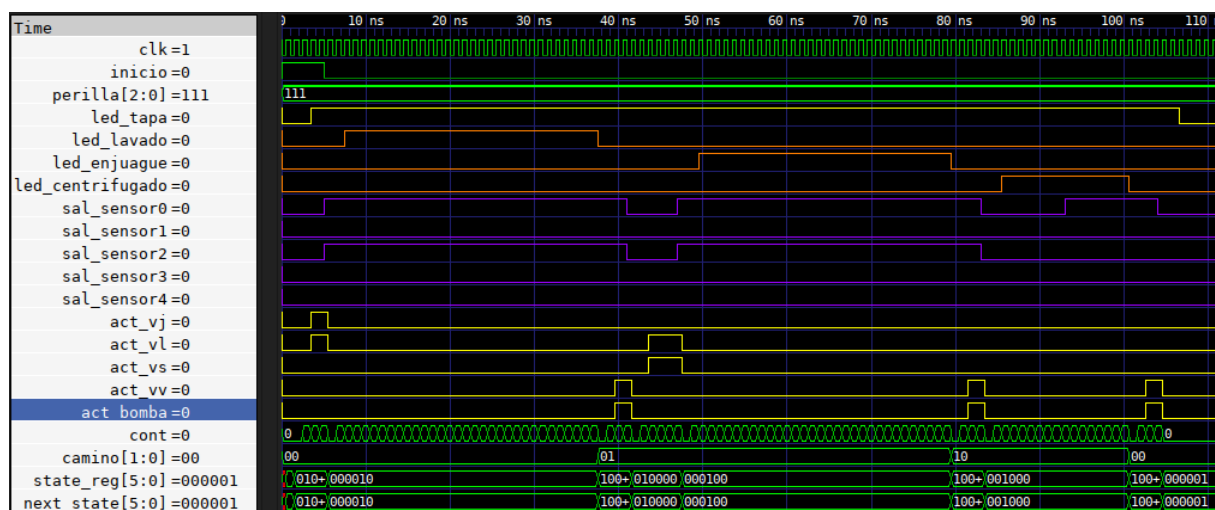 Time 0 10 ns 20 ns 30 ns 40 ns 50 ns 60 ns 70 ns 80 ns 90 ns 100 ns 110
clk=1
inicio=0
perilla[2:0]=111 111
led_tapa=0
led_lavado=0
led_enjuague=0
led_centrifugado=0
sal_sensor0=0
sal_sensor1=0
sal_sensor2=0
sal_sensor3=0
sal_sensor4=0
act_vj=0
act_vl=0
act_vs=0
act_vv=0
act_bomba=0
cont=0 0 0
camino[1:0]=00 00 01 10 00
state_reg[5:0]=000001 010+ 000010 100+ 010000 000100 100+ 001000 100+ 000001
next_state[5:0]=000001 010+ 000010 100+ 010000 000100 100+ 001000 100+ 000001